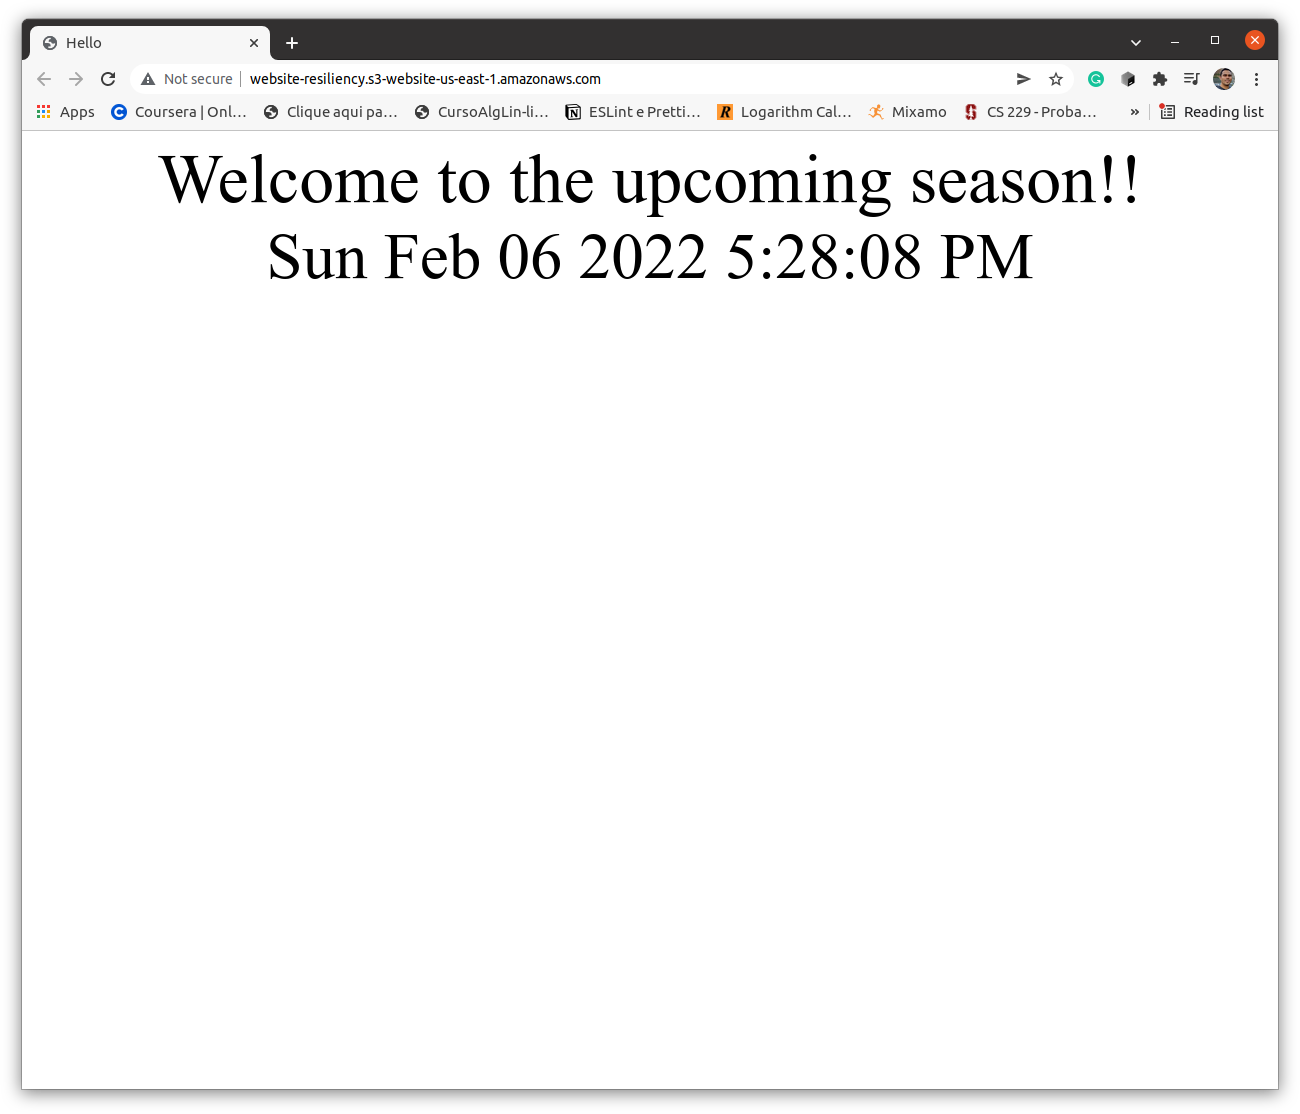 Hello
Not secure website-resiliency.s3-website-us-east-1.amazonaws.com
Apps Coursera | Onl... Clique aqui pa... CursoAlgLin-li... ESLint e Pretti... Logarithm Cal... Mixamo CS 229 - Proba... » Reading list
Welcome to the upcoming season!!
Sun Feb 06 2022 5:28:08 PM